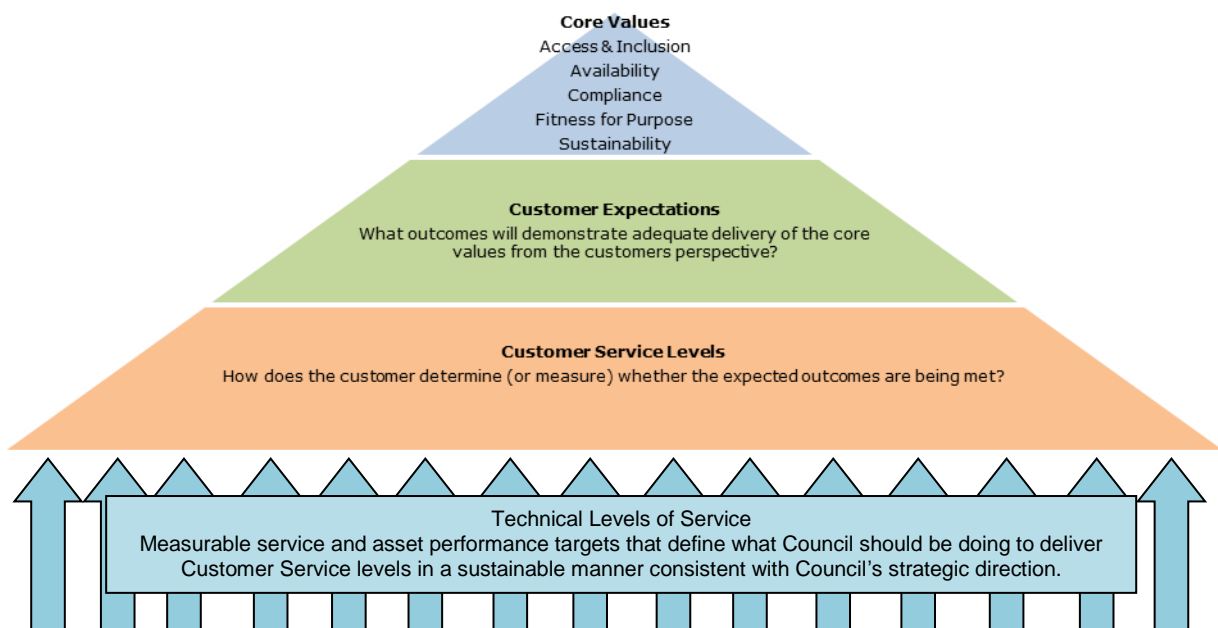 Core Values
Access & Inclusion
Availability
Compliance
Fitness for Purpose
Sustainability
Customer Expectations
What outcomes will demonstrate adequate delivery of the core
values from the customers perspective?
Customer Service Levels
How does the customer determine (or measure) whether the expected outcomes are being met?
Technical Levels of Service
Measurable service and asset performance targets that define what Council should be doing to deliver
Customer Service levels in a sustainable manner consistent with Council's strategic direction.